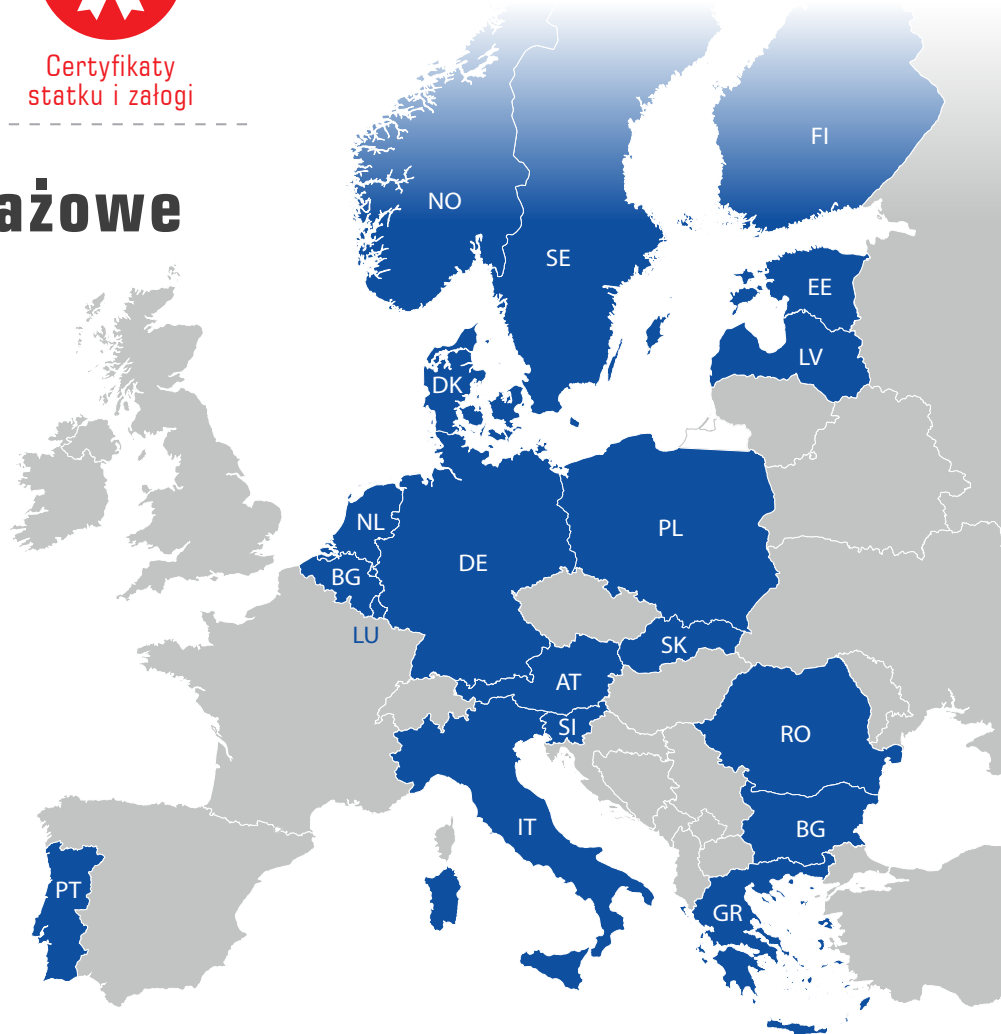 Certyfikaty
statku i załogi
ażowe
FI
NO
SE
EE
LV
DK
NL
PL
DE
BG
LU
SK
AT
SI
RO
IT
BG
PT
GR